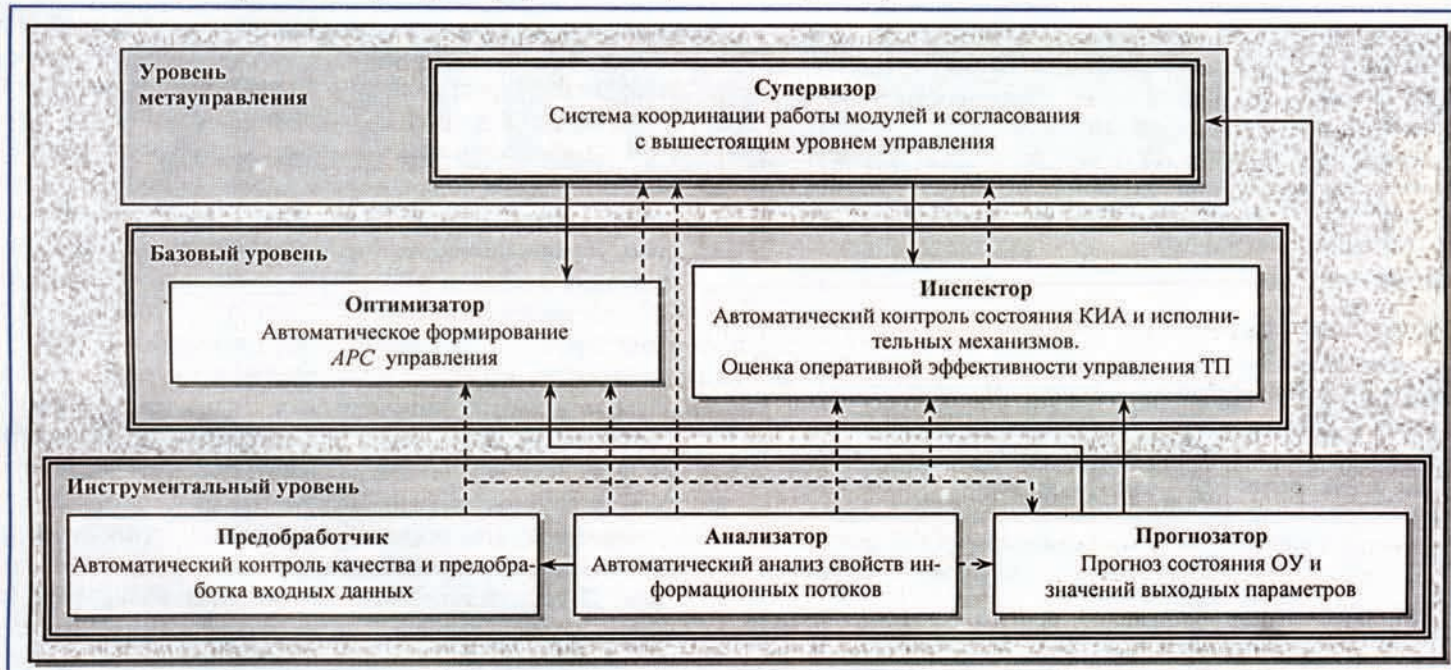 Уровень
метауправления
Супервизор
Система координации работы модулей и согласования
с вышестоящим уровнем управления
Базовый уровень
Оптимизатор
Автоматическое формирование
APC управления
Инспектор
Автоматический контроль состояния КИА и исполни-
тельных механизмов.
Оценка оперативной эффективности управления ТП
Инструментальный уровень
Предобработчик
Автоматический контроль качества и предобра-
ботка входных данных
Анализатор
Автоматический анализ свойств ин-
формационных потоков
Прогнозатор
Прогноз состояния ОУ и
значений выходных параметров